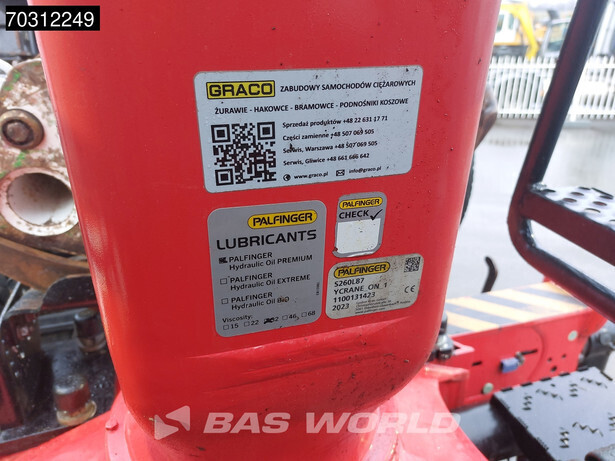 70312249
GRACO
ZABUDOWY SAMOCHODÓW CIĘŻAROWYCH
ŻURAWIE - HAKOWCE - BRAMOWCE - PODNOŚNIKI KOSZOWE
Sprzedaż produktów +48 22 631 17 71
Części zamienne +48 507 069 505
Serwis, Warszawa +48 507 069 505
Serwis, Gliwice +48 661 666 642
www.graco.pl
info@graco.pl
PALFINGER
LUBRICANTS
PALFINGER
Hydraulic Oil PREMIUM
PALFINGER
Hydraulic Oil EXTREME
PALFINGER
Hydraulic Oil BIO
Viscosity:
15 22 32 46 68
PALFINGER
CHECK
PALFINGER
S260L87
YCRANE_ON_1
1100131423
2023
CE
BAS WORLD